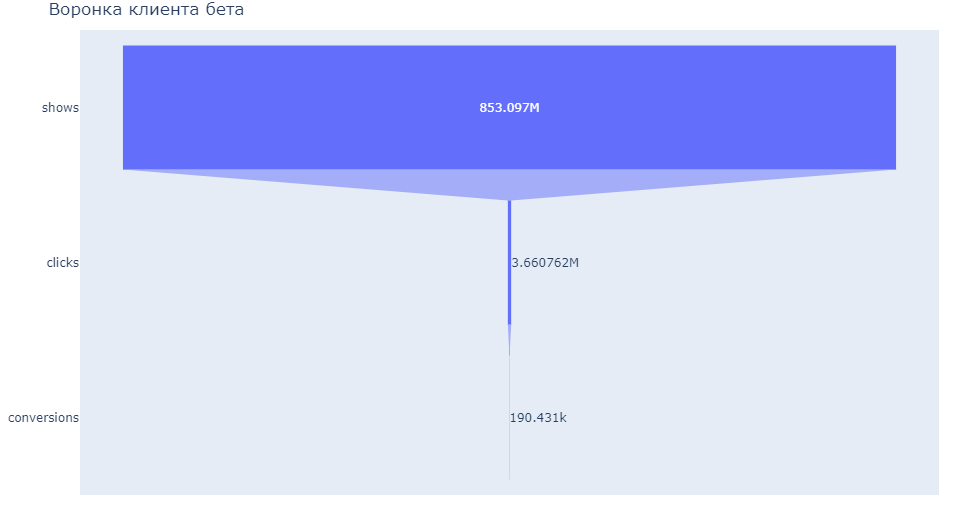 Воронка клиента бета
shows
853.097M
clicks
3.660762M
conversions
190.431k